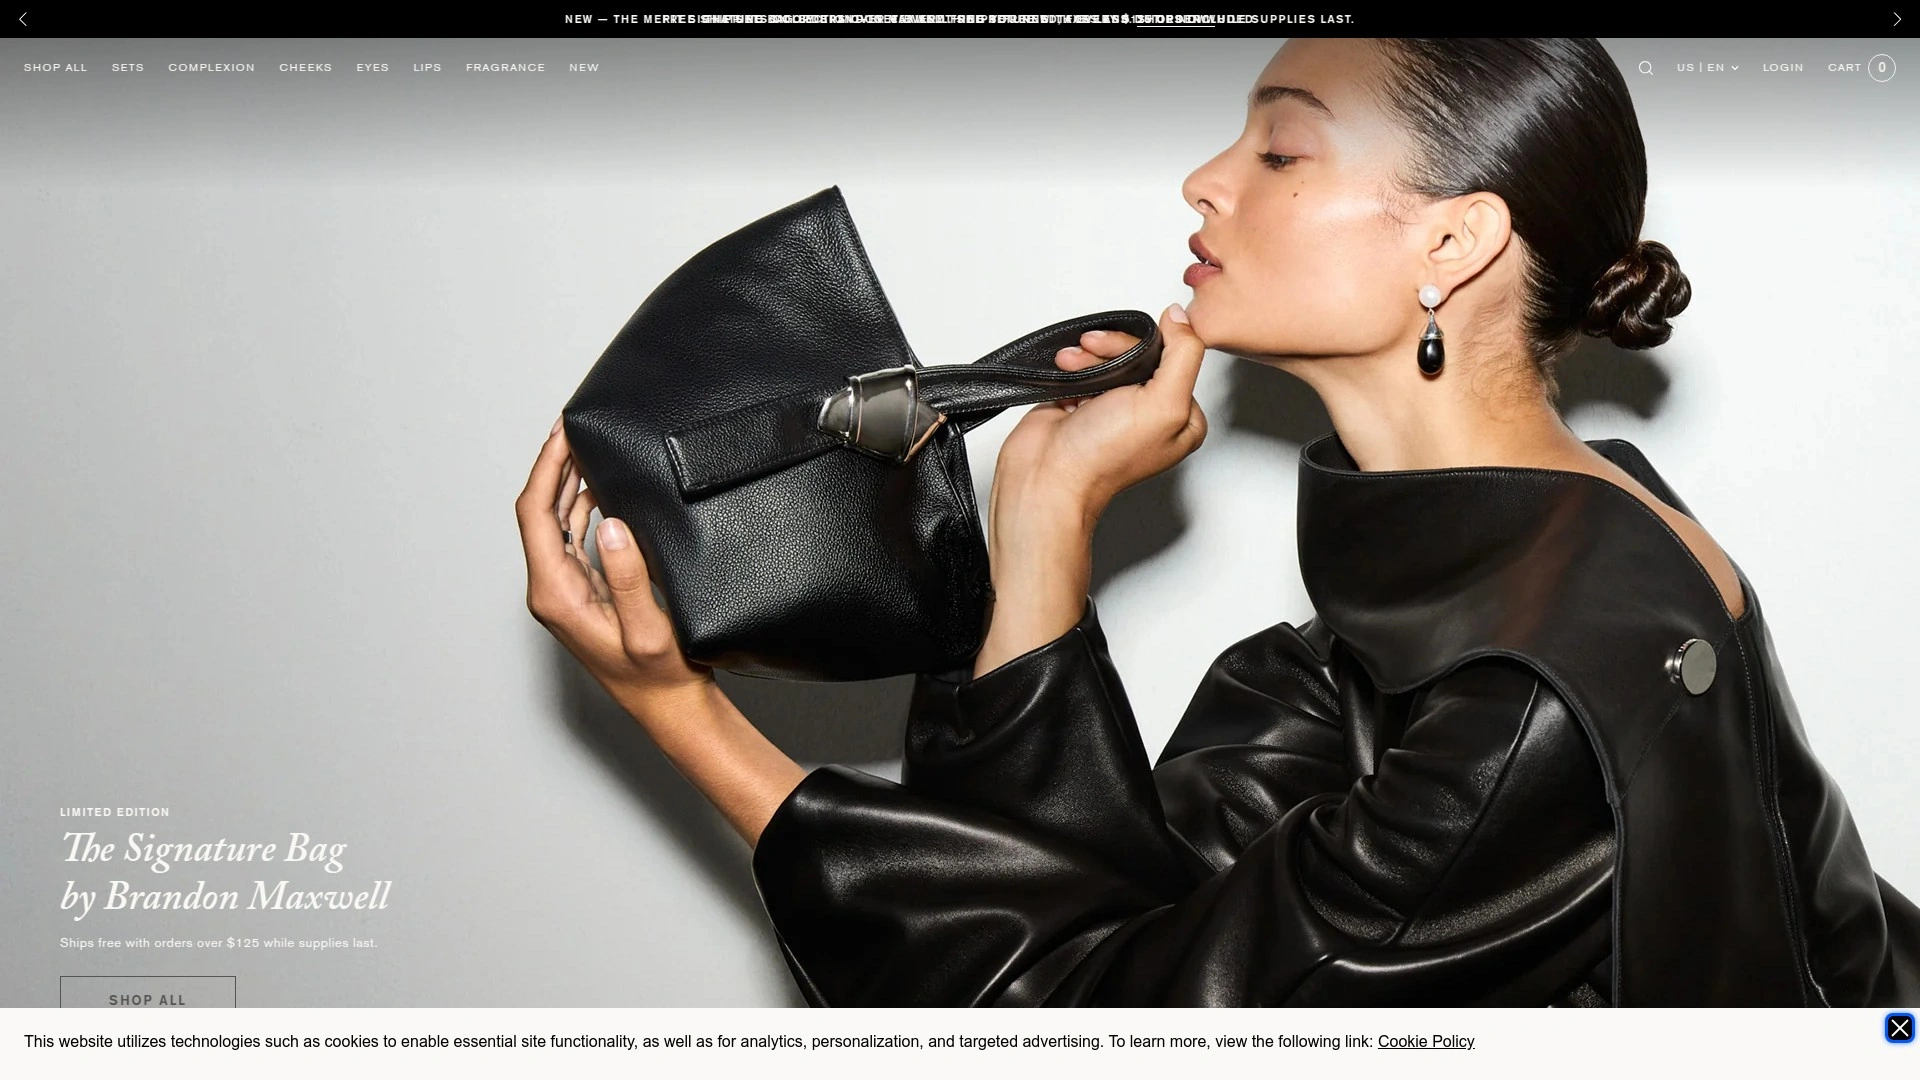 NEW — THE
SUPPLIES LAST.
SHOP ALL
SETS
COMPLEXION
CHEEKS
EYES
LIPS
FRAGRANCE
NEW
US | EN
LOGIN
CART 0
LIMITED EDITION
The Signature Bag
by Brandon Maxwell
Ships free with orders over $125 while supplies last.
SHOP ALL
This website utilizes technologies such as cookies to enable essential site functionality, as well as for analytics, personalization, and targeted advertising. To learn more, view the following link: Cookie Policy